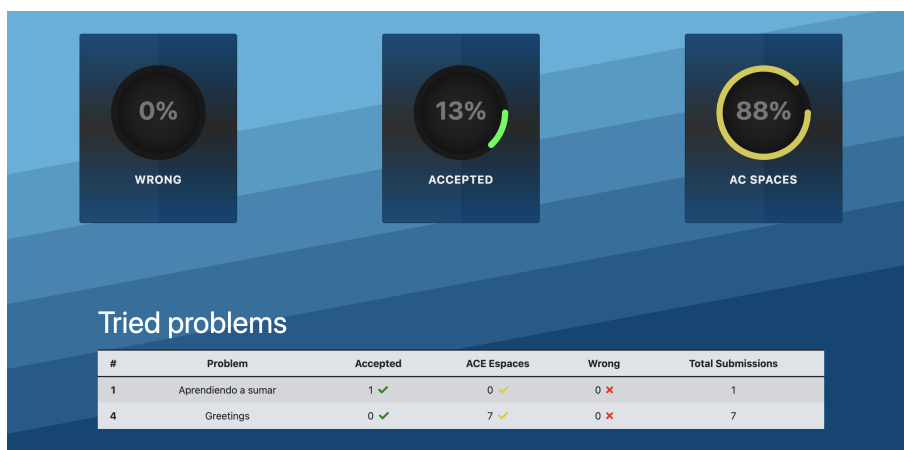 0% 13% 88%
WRONG ACCEPTED AC SPACES
Tried problems
# Problem Accepted ACE Espaces Wrong Total Submissions
1 Aprendiendo a sumar 1 0 0 1
4 Greetings 0 7 0 7